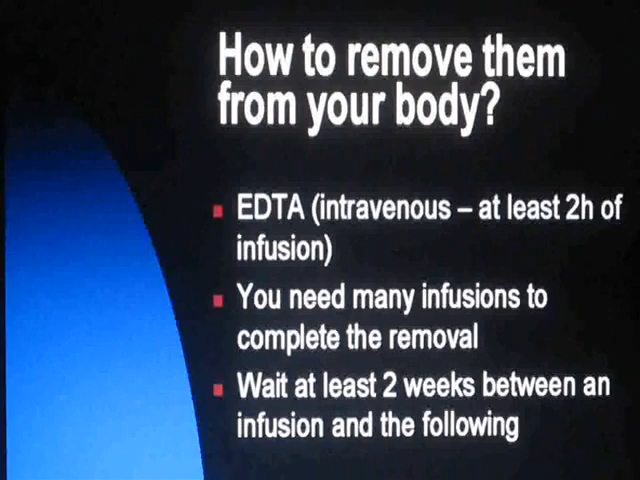 How to remove them
from your body?
EDTA (intravenous – at least 2h of
infusion)
You need many infusions to
complete the removal
Wait at least 2 weeks between an
infusion and the following